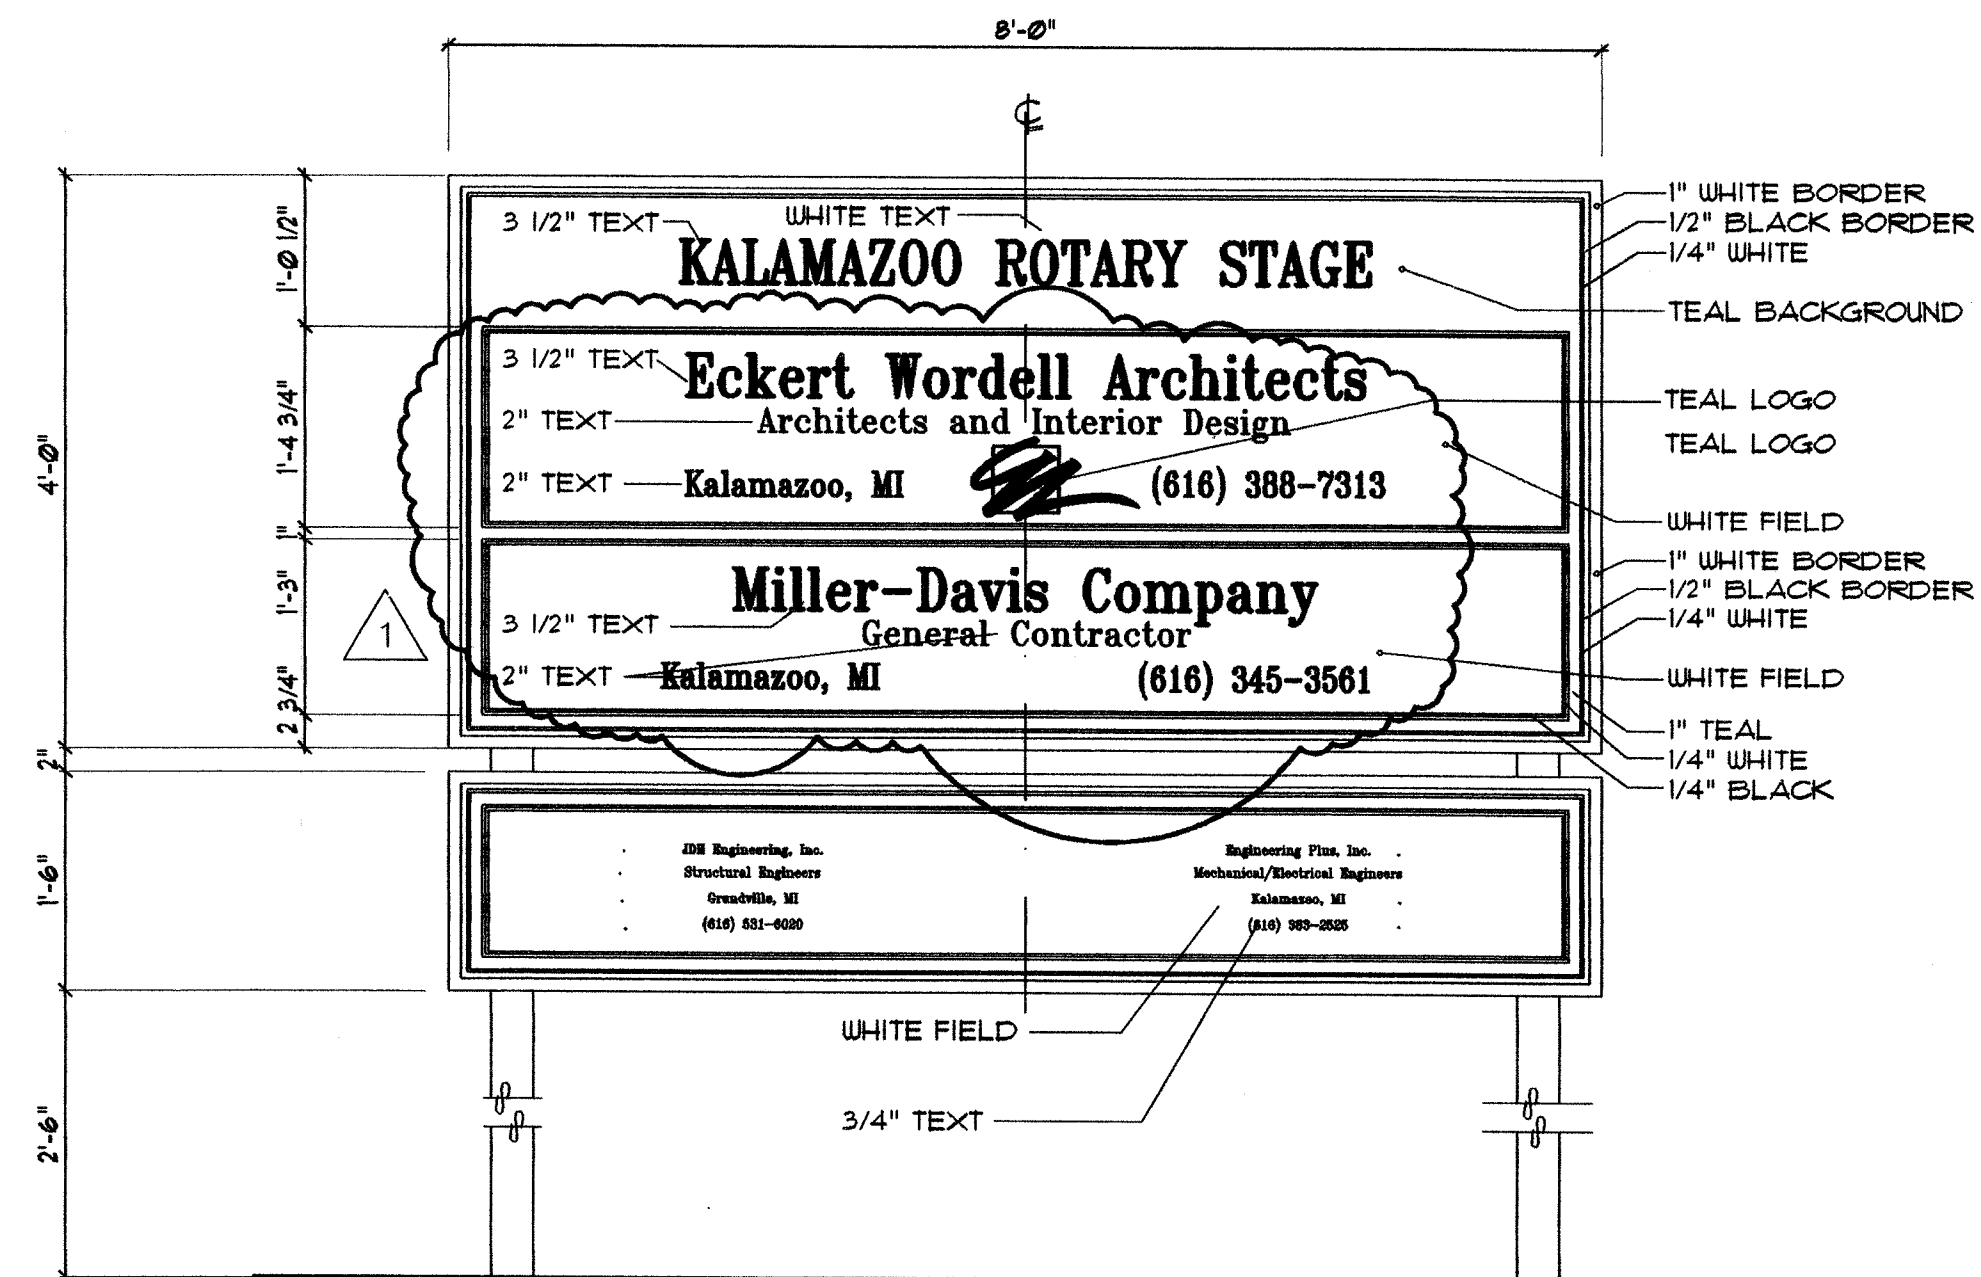 8'-0"
℄
3 1/2" TEXT
WHITE TEXT
KALAMAZOO ROTARY STAGE
3 1/2" TEXT
Eckert Wordell Architects
2" TEXT
Architects and Interior Design
2" TEXT
Kalamazoo, MI
(616) 388-7313
Miller-Davis Company
3 1/2" TEXT
General Contractor
2" TEXT
Kalamazoo, MI
(616) 345-3561
JDH Engineering, Inc.
Structural Engineers
Grandville, MI
(616) 531-6020
Engineering Plus, Inc.
Mechanical/Electrical Engineers
Kalamazoo, MI
(616) 383-2525
WHITE FIELD
3/4" TEXT
1" WHITE BORDER
1/2" BLACK BORDER
1/4" WHITE
TEAL BACKGROUND
TEAL LOGO
TEAL LOGO
WHITE FIELD
1" WHITE BORDER
1/2" BLACK BORDER
1/4" WHITE
WHITE FIELD
1" TEAL
1/4" WHITE
1/4" BLACK
1'-0 1/2"
1'-4 3/4"
1"
1'-3"
2 3/4"
1
4'-0"
2"
1'-6"
2'-6"